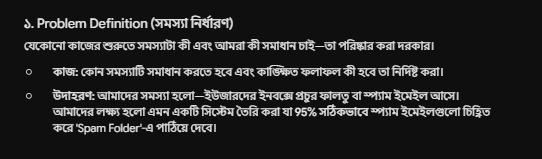 ১. Problem Definition (সমস্যা নির্ধারণ)
যেকোনো কাজের শুরুতে সমস্যাটা কী এবং আমরা কী সমাধান চাই—তা পরিষ্কার করা দরকার।
○ কাজ: কোন সমস্যাটি সমাধান করতে হবে এবং কাঙ্ক্ষিত ফলাফল কী হবে তা নির্দিষ্ট করা।
○ উদাহরণ: আমাদের সমস্যা হলো—ইউজারদের ইনবক্সে প্রচুর ফালতু বা স্প্যাম ইমেইল আসে।
আমাদের লক্ষ্য হলো এমন একটি সিস্টেম তৈরি করা যা 95% সঠিকভাবে স্প্যাম ইমেইলগুলো চিহ্নিত
করে 'Spam Folder'-এ পাঠিয়ে দেবে।